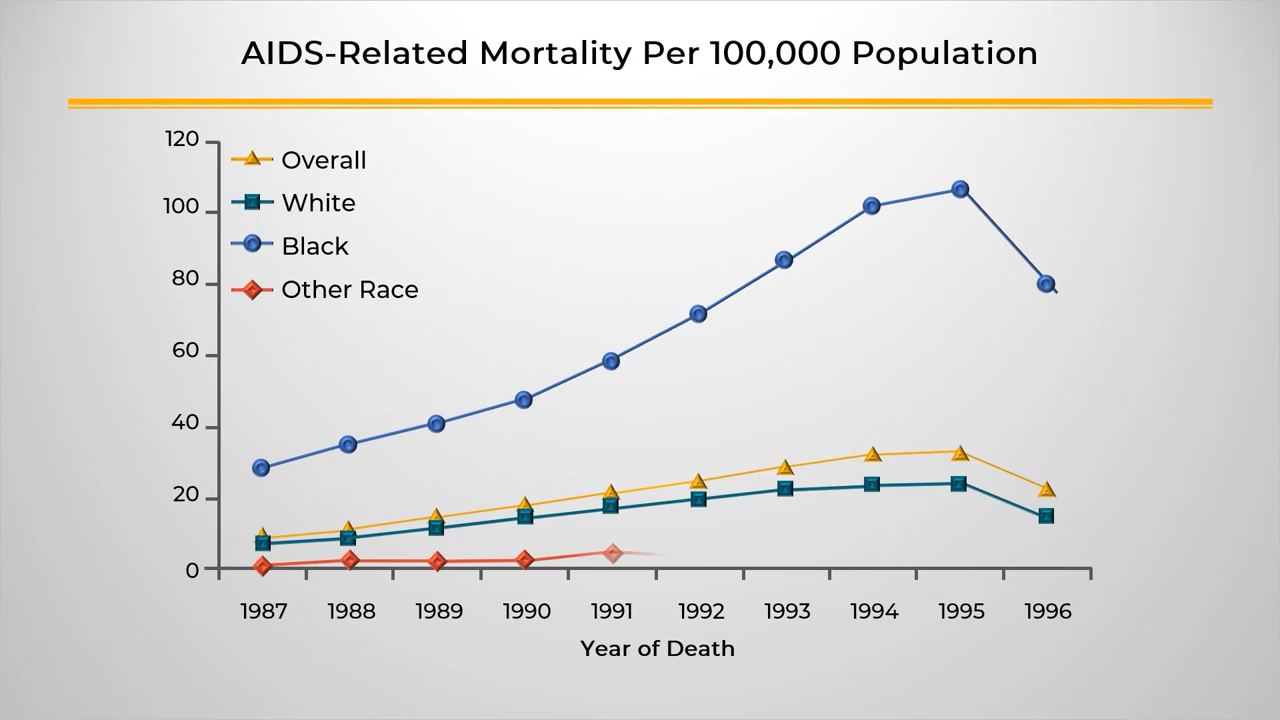 AIDS-Related Mortality Per 100,000 Population
120
100
80
60
40
20
0
Overall
White
Black
Other Race
1987 1988 1989 1990 1991 1992 1993 1994 1995 1996
Year of Death